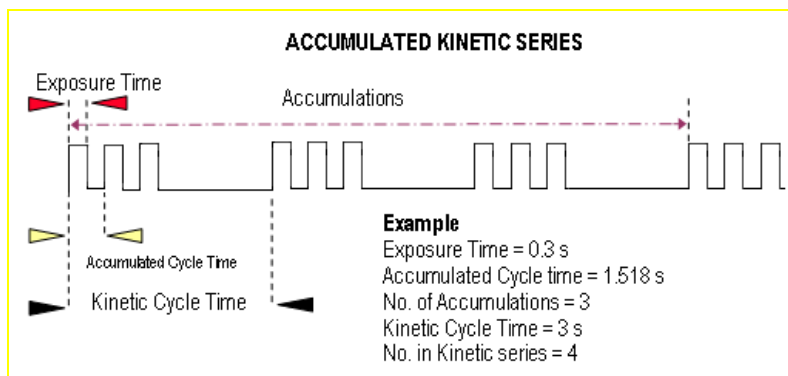 ACCUMULATED KINETIC SERIES
Exposure Time
Accumulations
Accumulated Cycle Time
Kinetic Cycle Time
Example
Exposure Time = 0.3 s
Accumulated Cycle time = 1.518 s
No. of Accumulations = 3
Kinetic Cycle Time = 3 s
No. in Kinetic series = 4